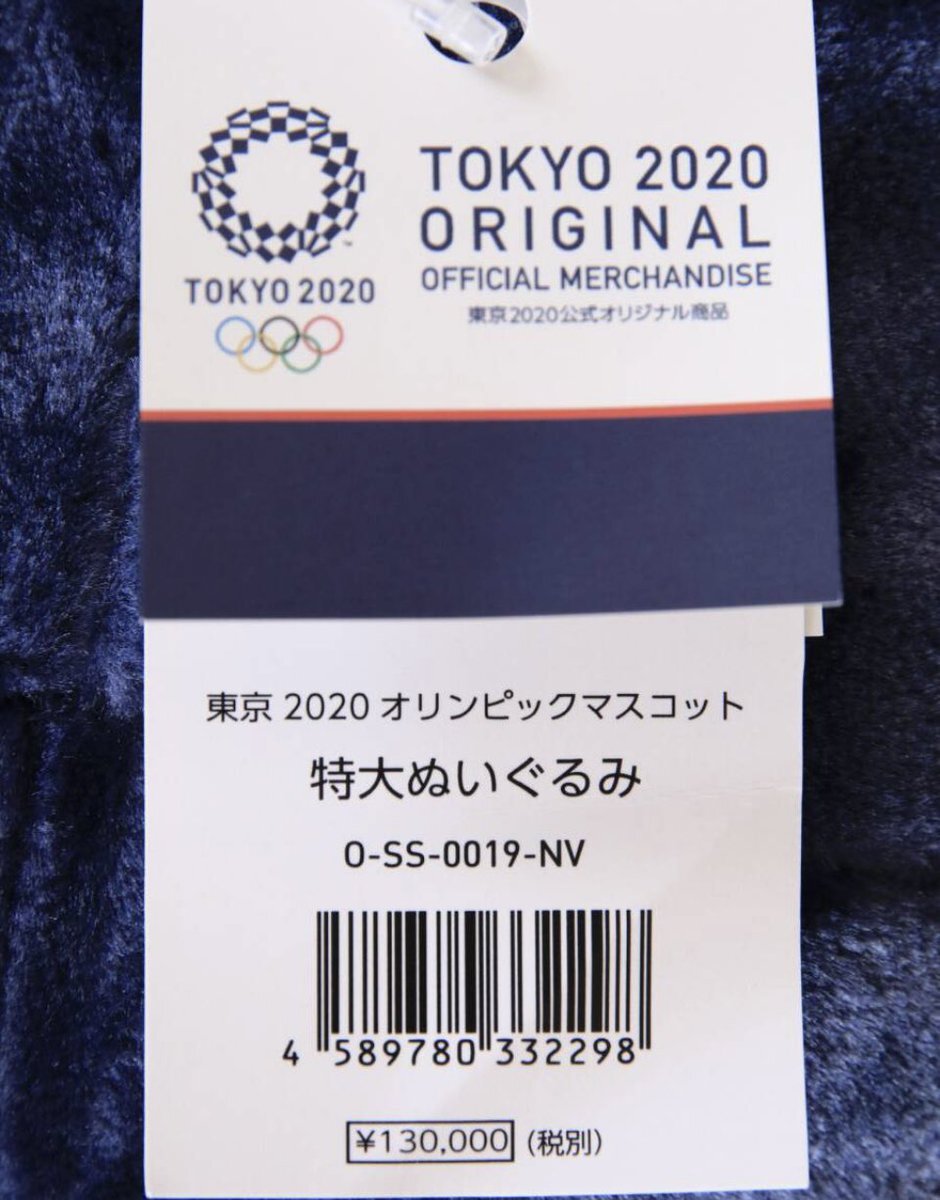 TOKYO 2020
TOKYO 2020
ORIGINAL
OFFICIAL MERCHANDISE
東京2020公式オリジナル商品
東京 2020 オリンピックマスコット
特大ぬいぐるみ
O-SS-0019-NV
4 589780 332298
¥130,000 (税別)